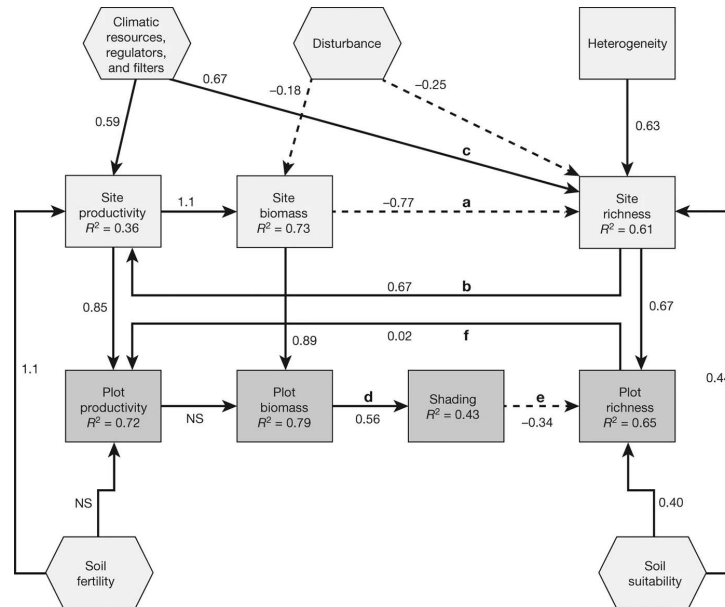 Climatic
resources,
regulators,
and filters
Disturbance
Heterogeneity
0.67
−0.18
−0.25
0.59
c
0.63
Site
productivity
R² = 0.36
1.1
Site
biomass
R² = 0.73
−0.77
a
Site
richness
R² = 0.61
0.67
b
0.85
0.67
0.02
f
0.89
1.1
0.44
Plot
productivity
R² = 0.72
NS
Plot
biomass
R² = 0.79
d
0.56
Shading
R² = 0.43
e
−0.34
Plot
richness
R² = 0.65
NS
0.40
Soil
fertility
Soil
suitability